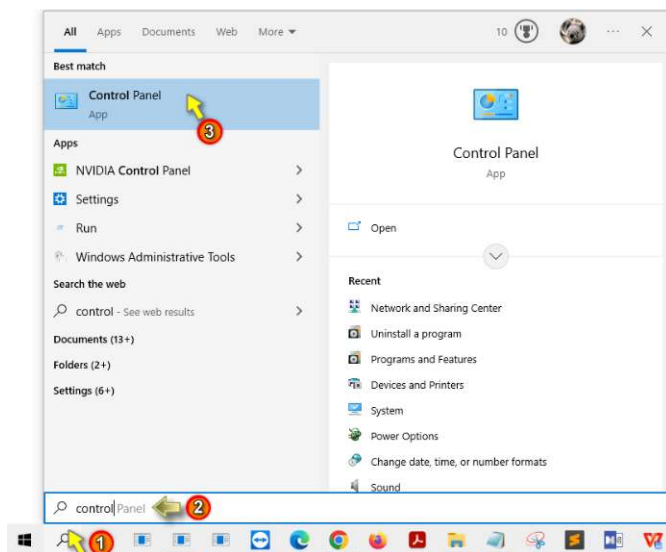 All Apps Documents Web More 10 ...
Best match
Control Panel
App
3
Apps
NVIDIA Control Panel
Settings
Run
Windows Administrative Tools
Search the web
control - See web results
Documents (13+)
Folders (2+)
Settings (6+)
Control Panel
App
Open
Recent
Network and Sharing Center
Uninstall a program
Programs and Features
Devices and Printers
System
Power Options
Change date, time, or number formats
Sound
control Panel 2
1